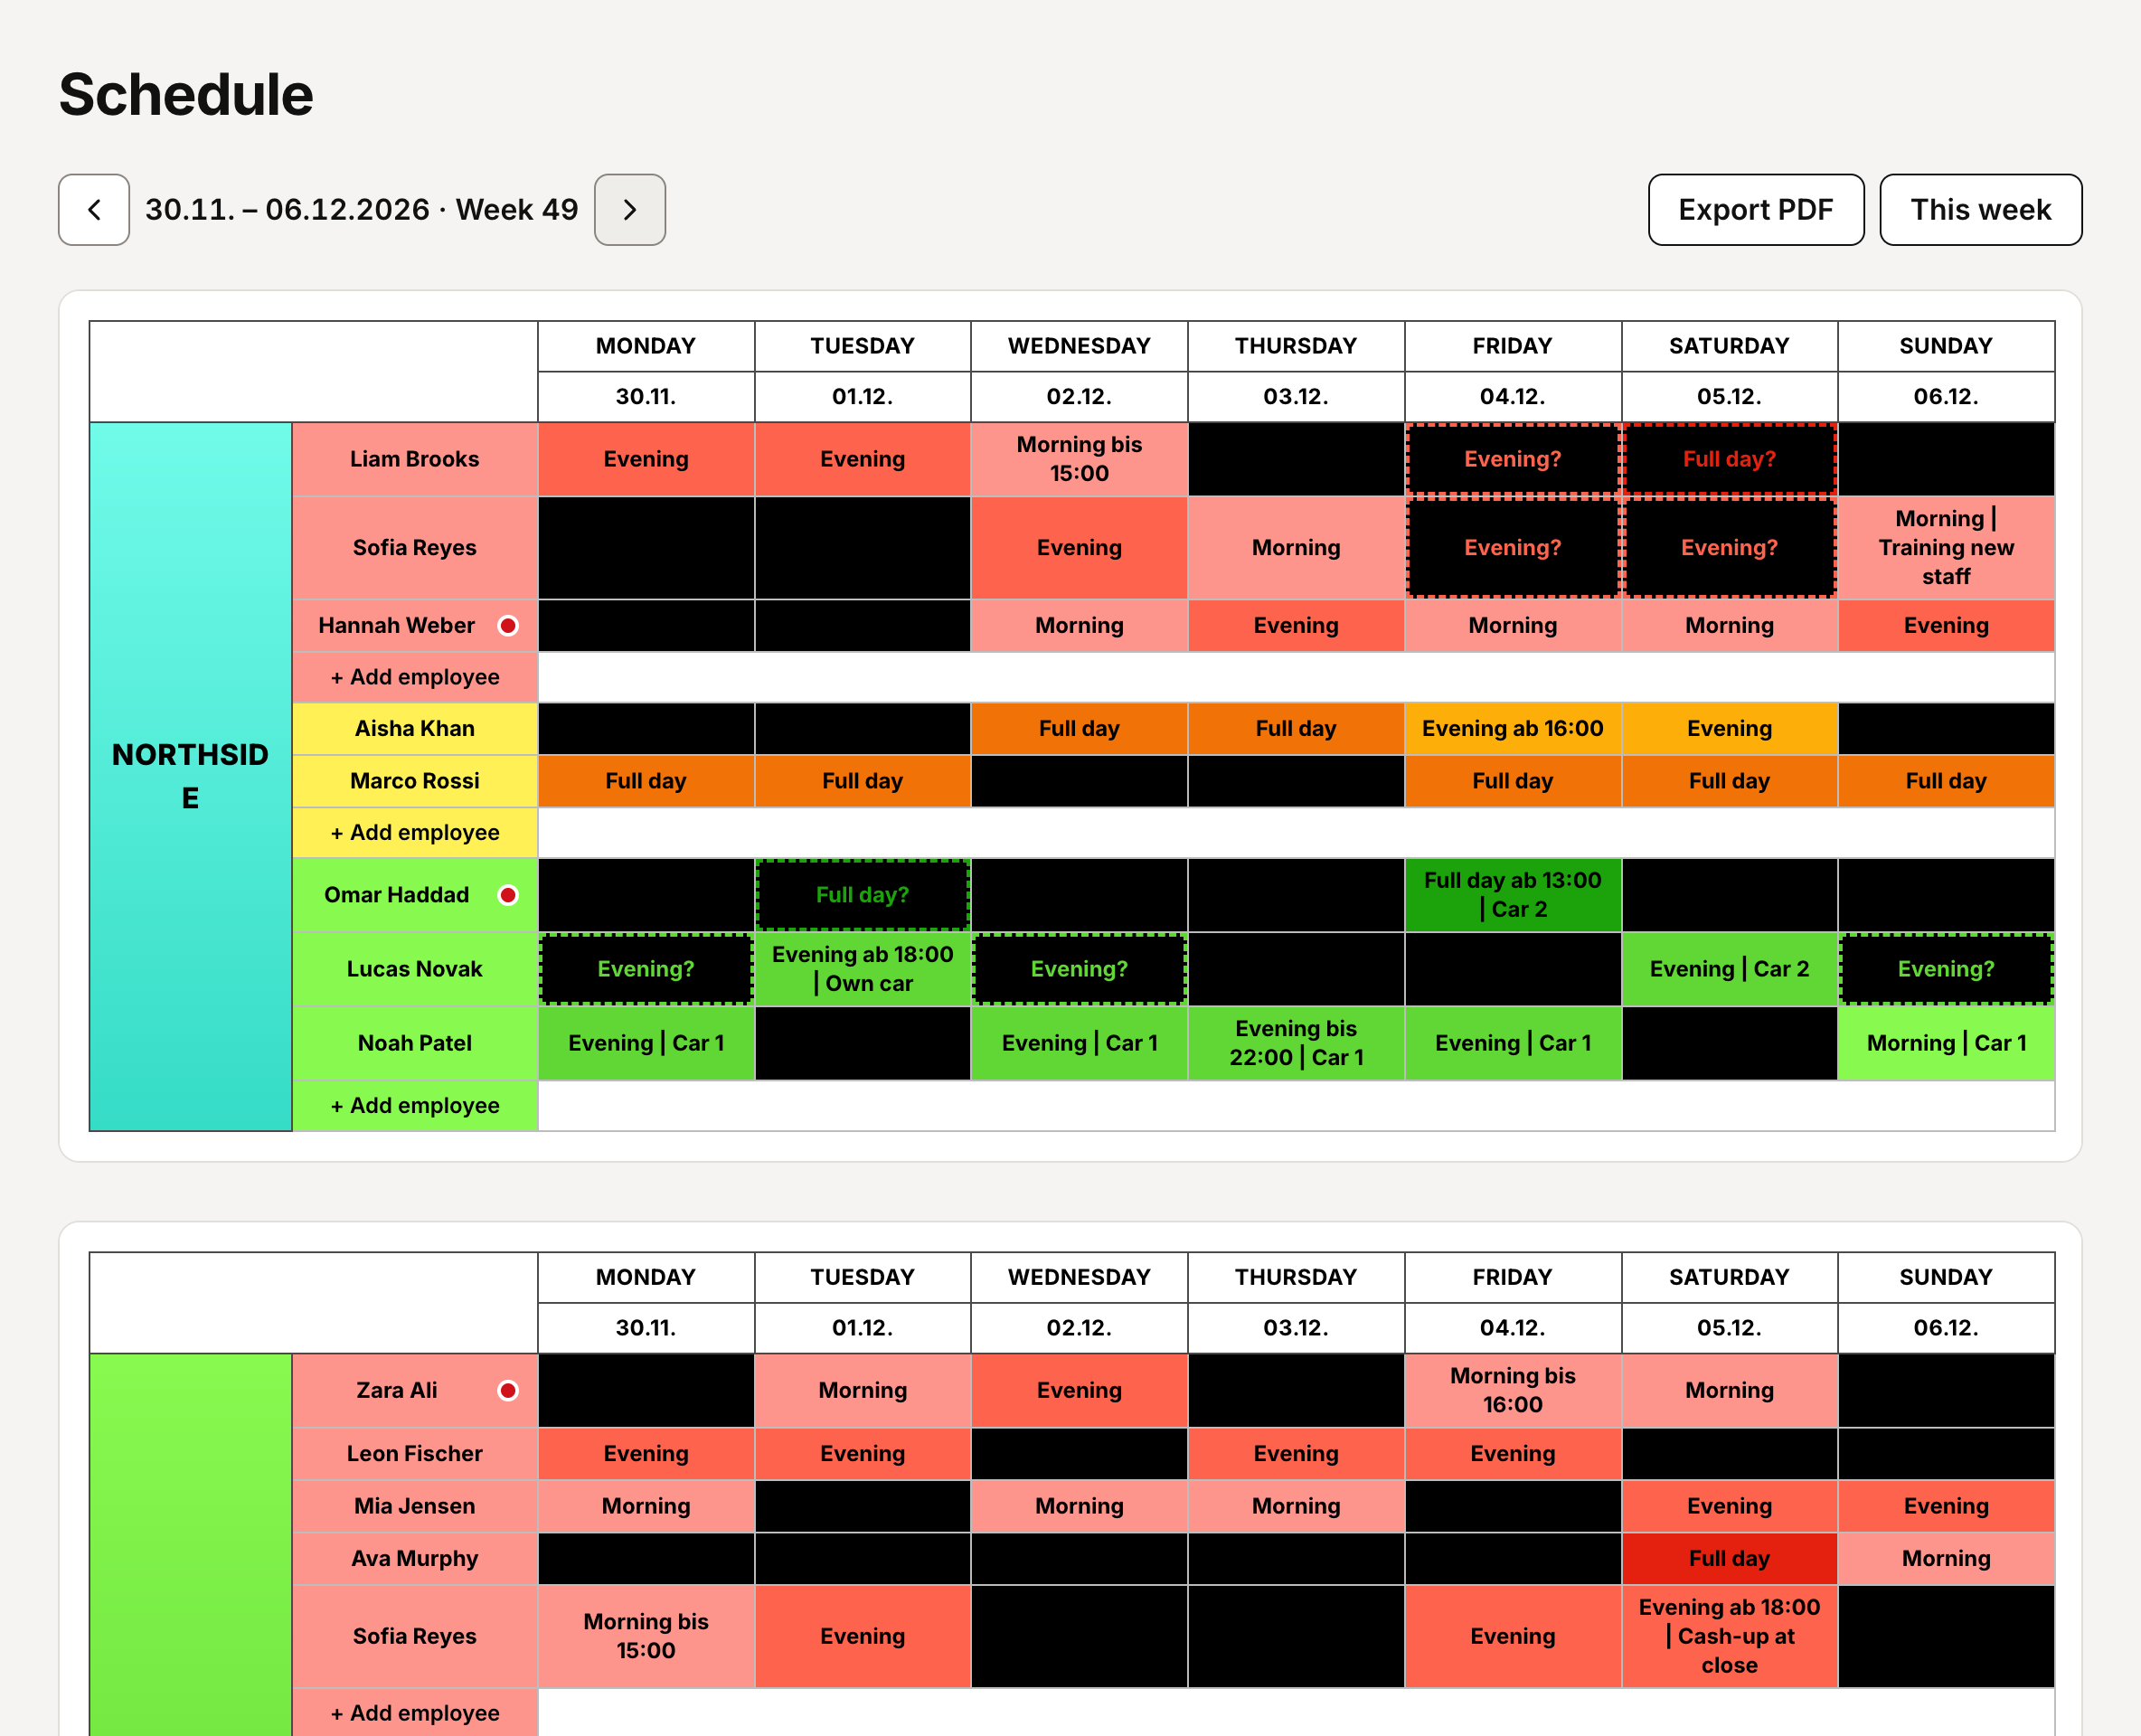 Schedule
30.11. – 06.12.2026 · Week 49
Export PDF
This week
MONDAY TUESDAY WEDNESDAY THURSDAY FRIDAY SATURDAY SUNDAY
30.11. 01.12. 02.12. 03.12. 04.12. 05.12. 06.12.
NORTHSID
E
Liam Brooks
Evening
Evening
Morning bis
15:00
Evening?
Full day?
Sofia Reyes
Evening
Morning
Evening?
Evening?
Morning |
Training new
staff
Hannah Weber
Morning
Evening
Morning
Morning
Evening
+ Add employee
Aisha Khan
Full day
Full day
Evening ab 16:00
Evening
Marco Rossi
Full day
Full day
Full day
Full day
Full day
+ Add employee
Omar Haddad
Full day?
Full day ab 13:00
| Car 2
Lucas Novak
Evening?
Evening ab 18:00
| Own car
Evening?
Evening | Car 2
Evening?
Noah Patel
Evening | Car 1
Evening | Car 1
Evening bis
22:00 | Car 1
Evening | Car 1
Morning | Car 1
+ Add employee
MONDAY TUESDAY WEDNESDAY THURSDAY FRIDAY SATURDAY SUNDAY
30.11. 01.12. 02.12. 03.12. 04.12. 05.12. 06.12.
Zara Ali
Morning
Evening
Morning bis
16:00
Morning
Leon Fischer
Evening
Evening
Evening
Evening
Mia Jensen
Morning
Morning
Morning
Evening
Evening
Ava Murphy
Full day
Morning
Sofia Reyes
Morning bis
15:00
Evening
Evening
Evening ab 18:00
| Cash-up at
close
+ Add employee